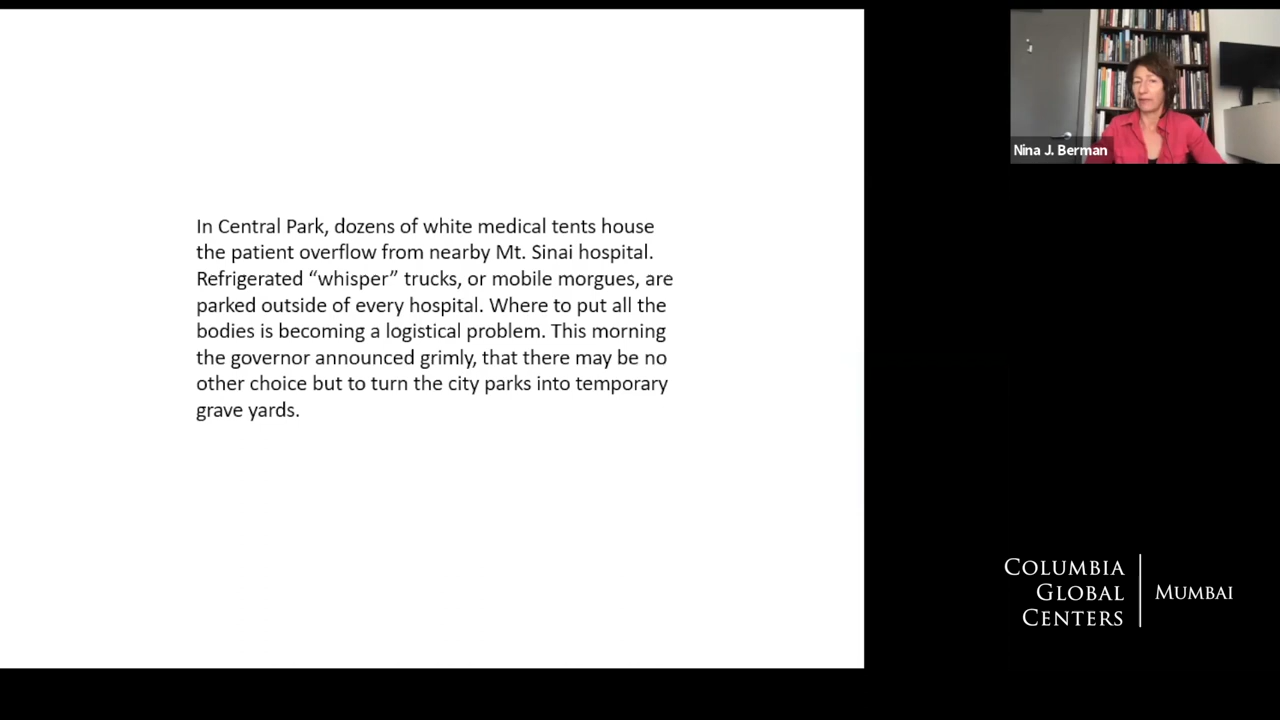 In Central Park, dozens of white medical tents house
the patient overflow from nearby Mt. Sinai hospital.
Refrigerated “whisper” trucks, or mobile morgues, are
parked outside of every hospital. Where to put all the
bodies is becoming a logistical problem. This morning
the governor announced grimly, that there may be no
other choice but to turn the city parks into temporary
grave yards.
Nina J. Berman
COLUMBIA
GLOBAL
CENTERS
MUMBAI